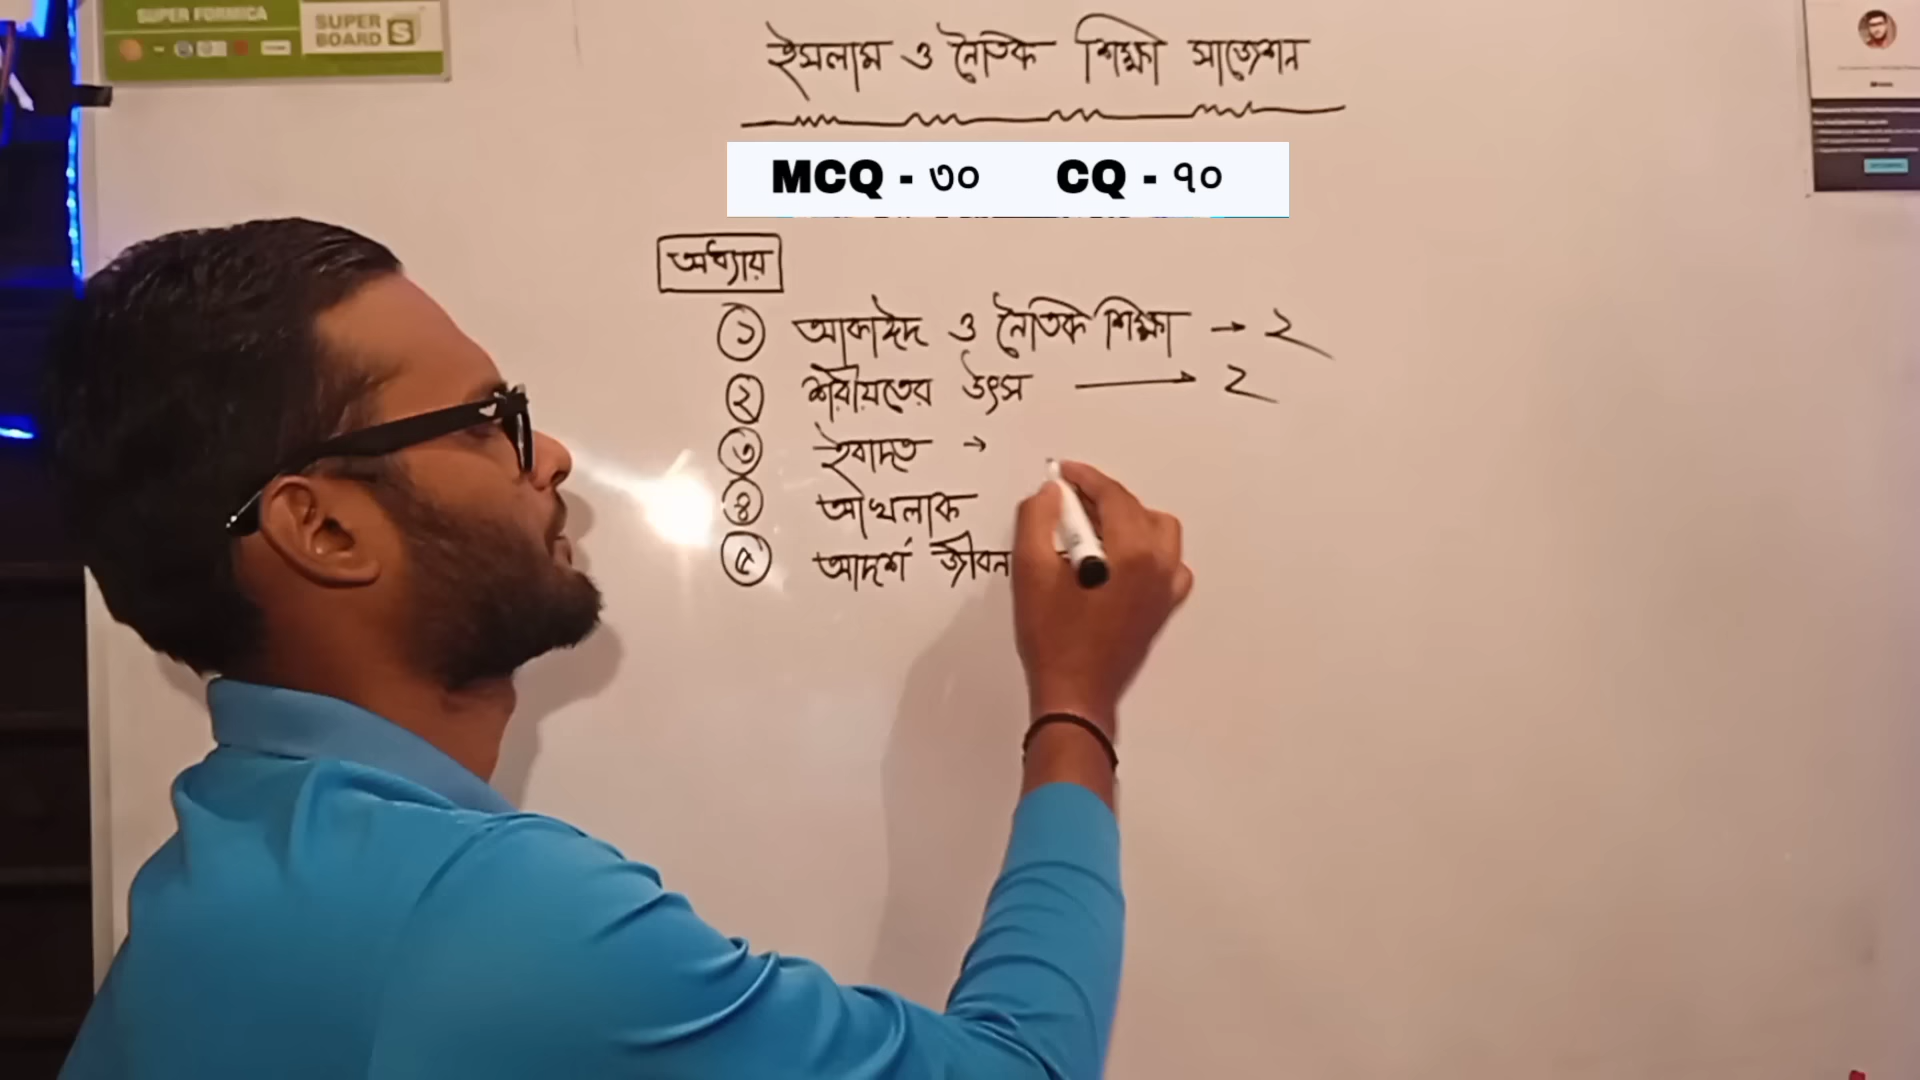 SUPER FORMICA
SUPER
BOARD S
ইসলাম ও নৈতিক শিক্ষা সাজেশন
MCQ - ৩০ CQ - ৭০
অধ্যায়
১ আকাঈদ ও নৈতিক শিক্ষা → ২
২ শরীয়তের উৎস → ২
৩ ইবাদত →
৪ আখলাক
৫ আদর্শ জীবন